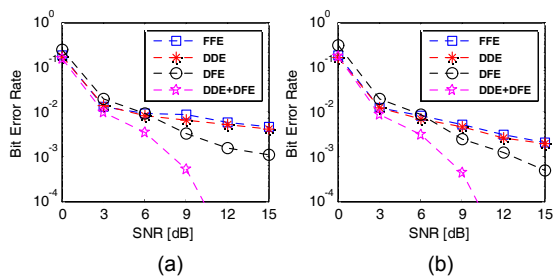 10^0
10^-1
10^-2
10^-3
10^-4
Bit Error Rate
FFE
DDE
DFE
DDE+DFE
0 3 6 9 12 15
SNR [dB]
(a)
10^0
10^-1
10^-2
10^-3
10^-4
Bit Error Rate
FFE
DDE
DFE
DDE+DFE
0 3 6 9 12 15
SNR [dB]
(b)